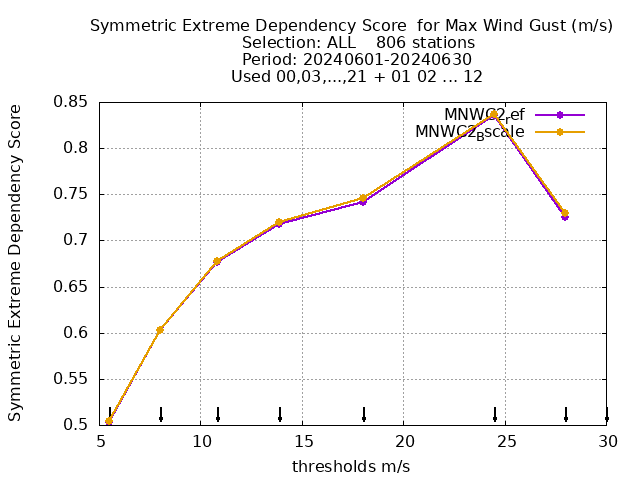 Symmetric Extreme Dependency Score  for Max Wind Gust (m/s)
Selection: ALL    806 stations
Period: 20240601-20240630
Used 00,03,...,21 + 01 02 ... 12
Symmetric Extreme Dependency Score
0.85
0.8
0.75
0.7
0.65
0.6
0.55
0.5
MNWC2ref
MNWC2Bscale
5 10 15 20 25 30
thresholds m/s